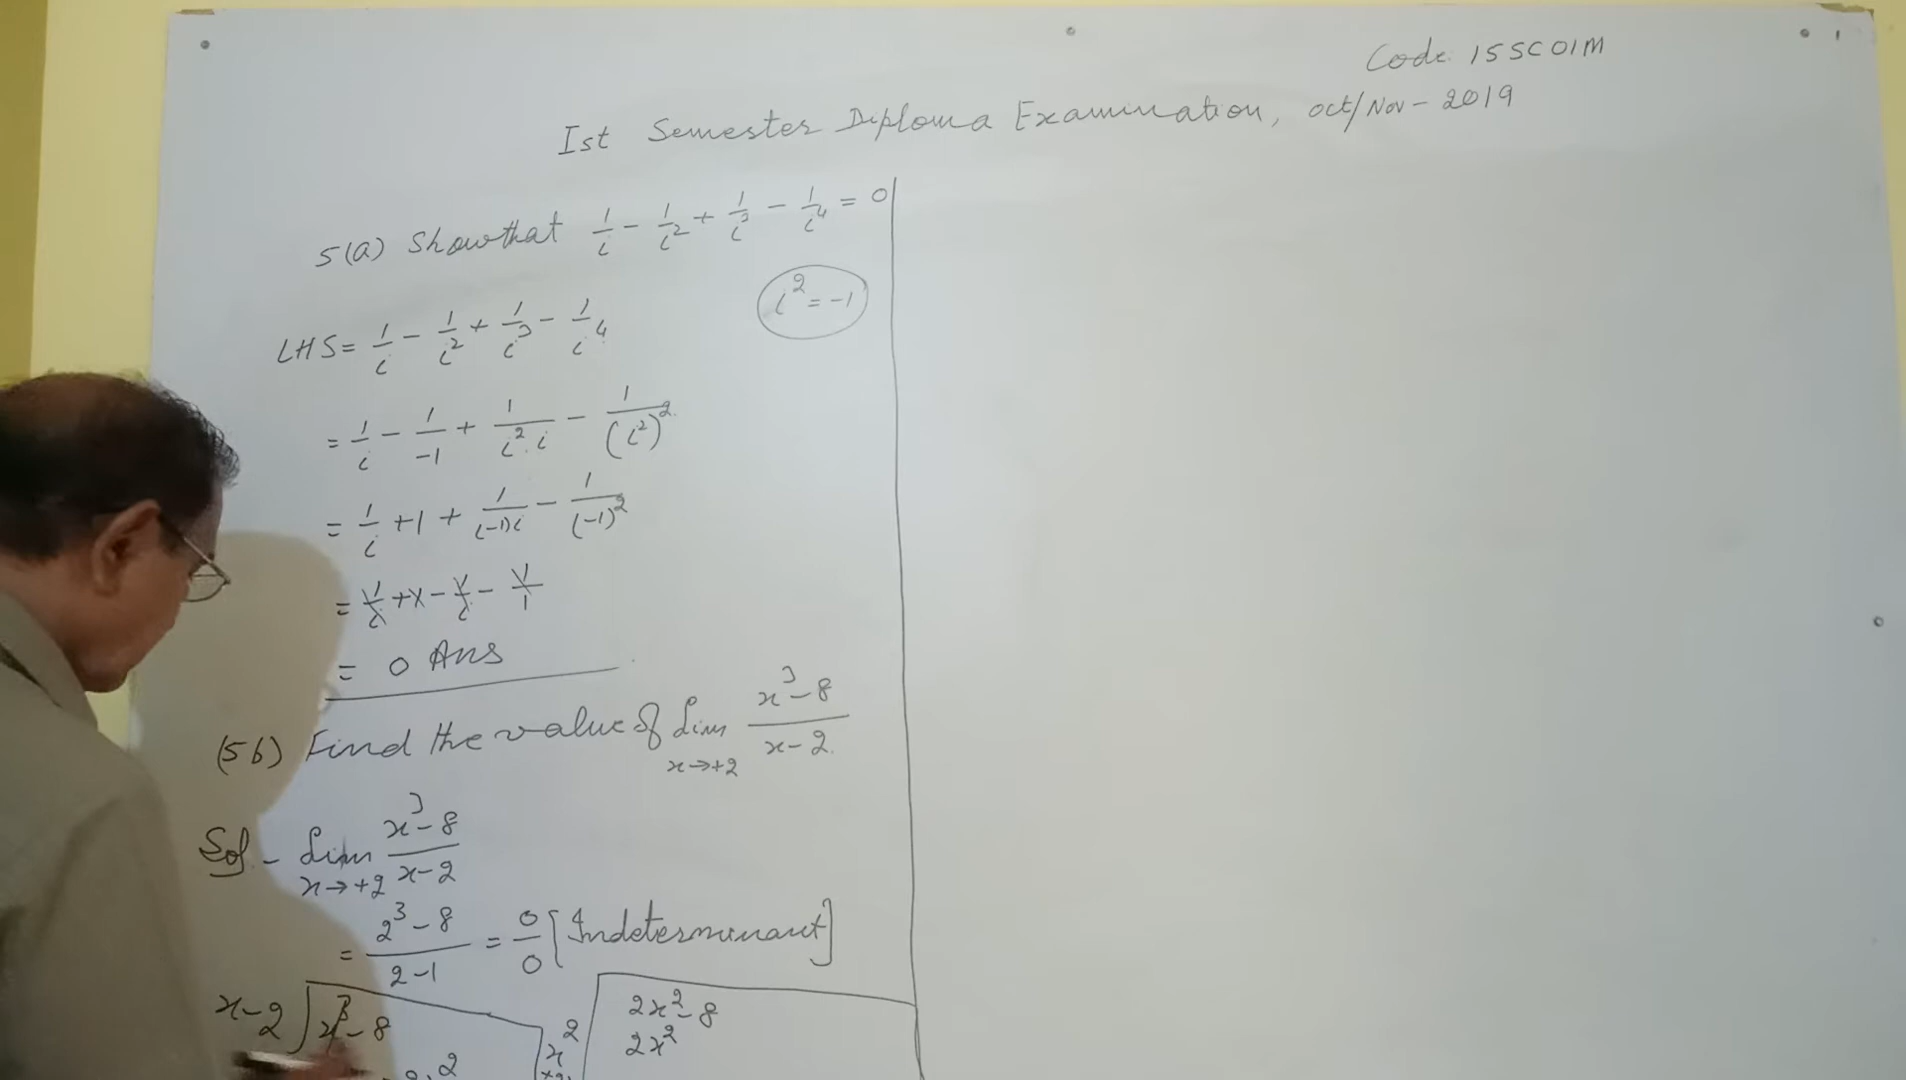 Code 15SC01M
Ist Semester Diploma Examination, oct/Nov-2019
5(a) Show that 1/i - 1/i² + 1/i³ - 1/i⁴ = 0
i² = -1
LHS = 1/i - 1/i² + 1/i³ - 1/i⁴
= 1/i - 1/-1 + 1/i².i - 1/(i²)²
= 1/i + 1 + 1/(-1)i - 1/(-1)²
= 1/i + 1 - 1/i - 1/1
= 0 Ans
(5b) Find the value of Lim x→+2 x³-8/x-2.
Sol - Lim x→+2 x³-8/x-2
= 2³-8/2-1 = 0/0 [Indeterminant]
x-2 ) x³-8
x²
2x²-8
2x²